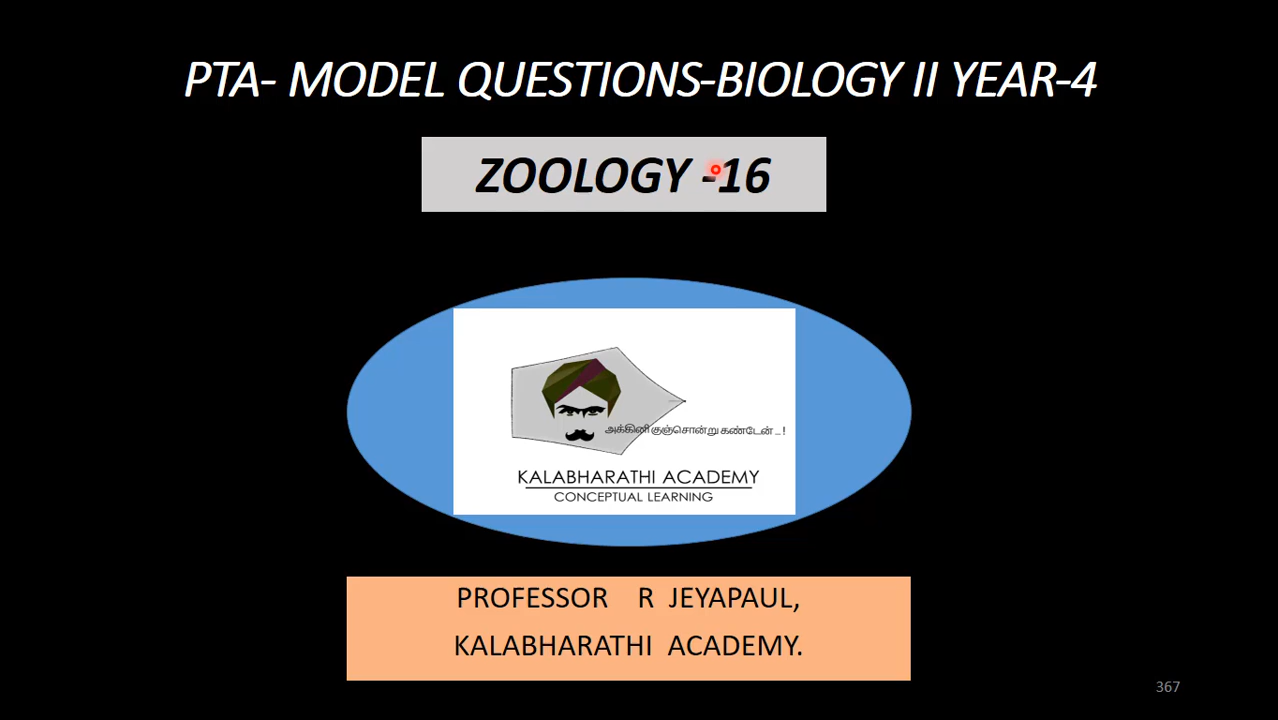 PTA- MODEL QUESTIONS-BIOLOGY II YEAR-4
ZOOLOGY -16
அக்கினி குஞ்சொன்று கண்டேன் ...!
KALABHARATHI ACADEMY
CONCEPTUAL LEARNING
PROFESSOR R JEYAPAUL,
KALABHARATHI ACADEMY.
367